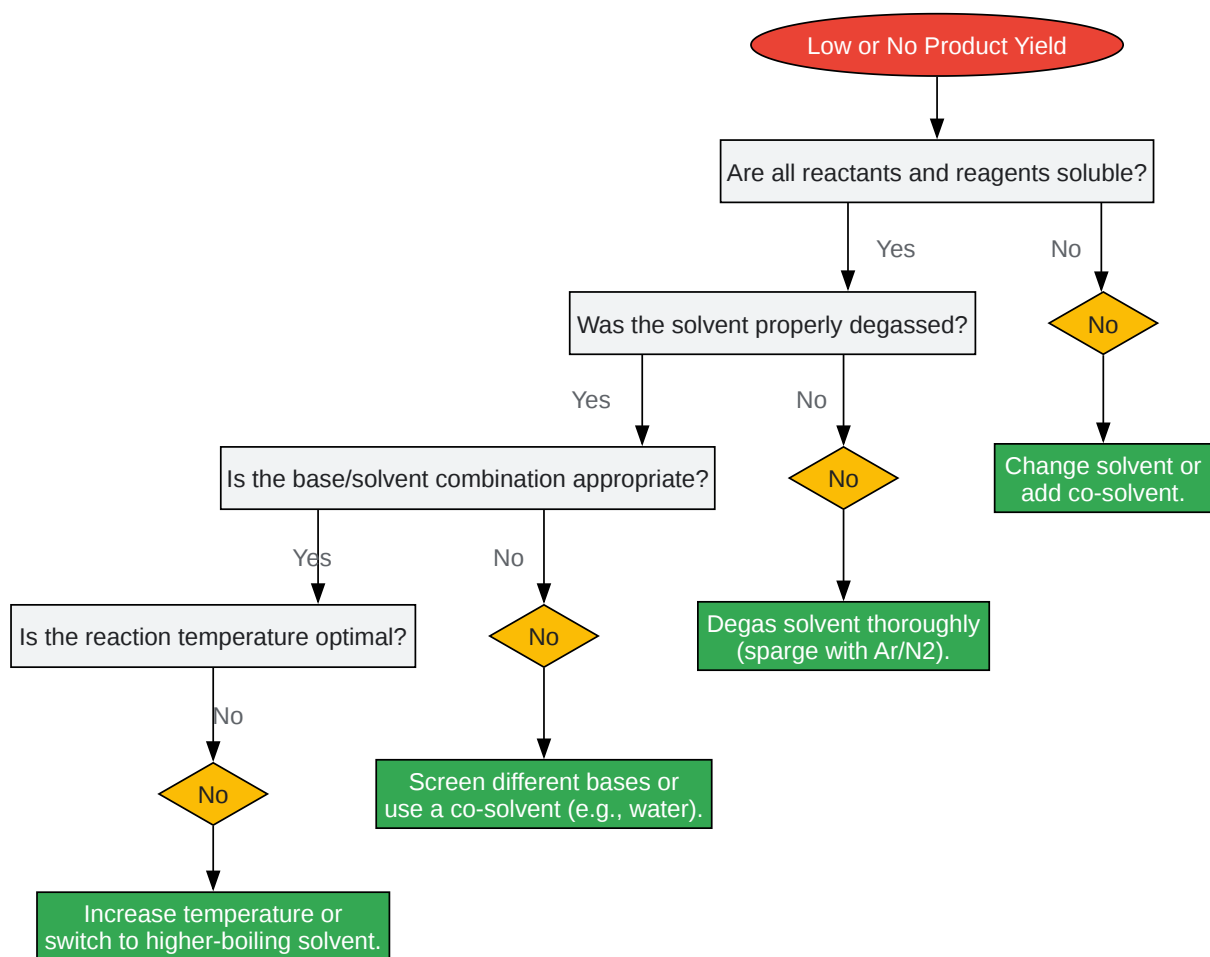 Low or No Product Yield
Are all reactants and reagents soluble?
Yes
No
Was the solvent properly degassed?
No
Yes
No
Is the base/solvent combination appropriate?
No
Change solvent or
add co-solvent.
Yes
No
Is the reaction temperature optimal?
No
Degas solvent thoroughly
(sparge with Ar/N2).
No
No
Screen different bases or
use a co-solvent (e.g., water).
Increase temperature or
switch to higher-boiling solvent.